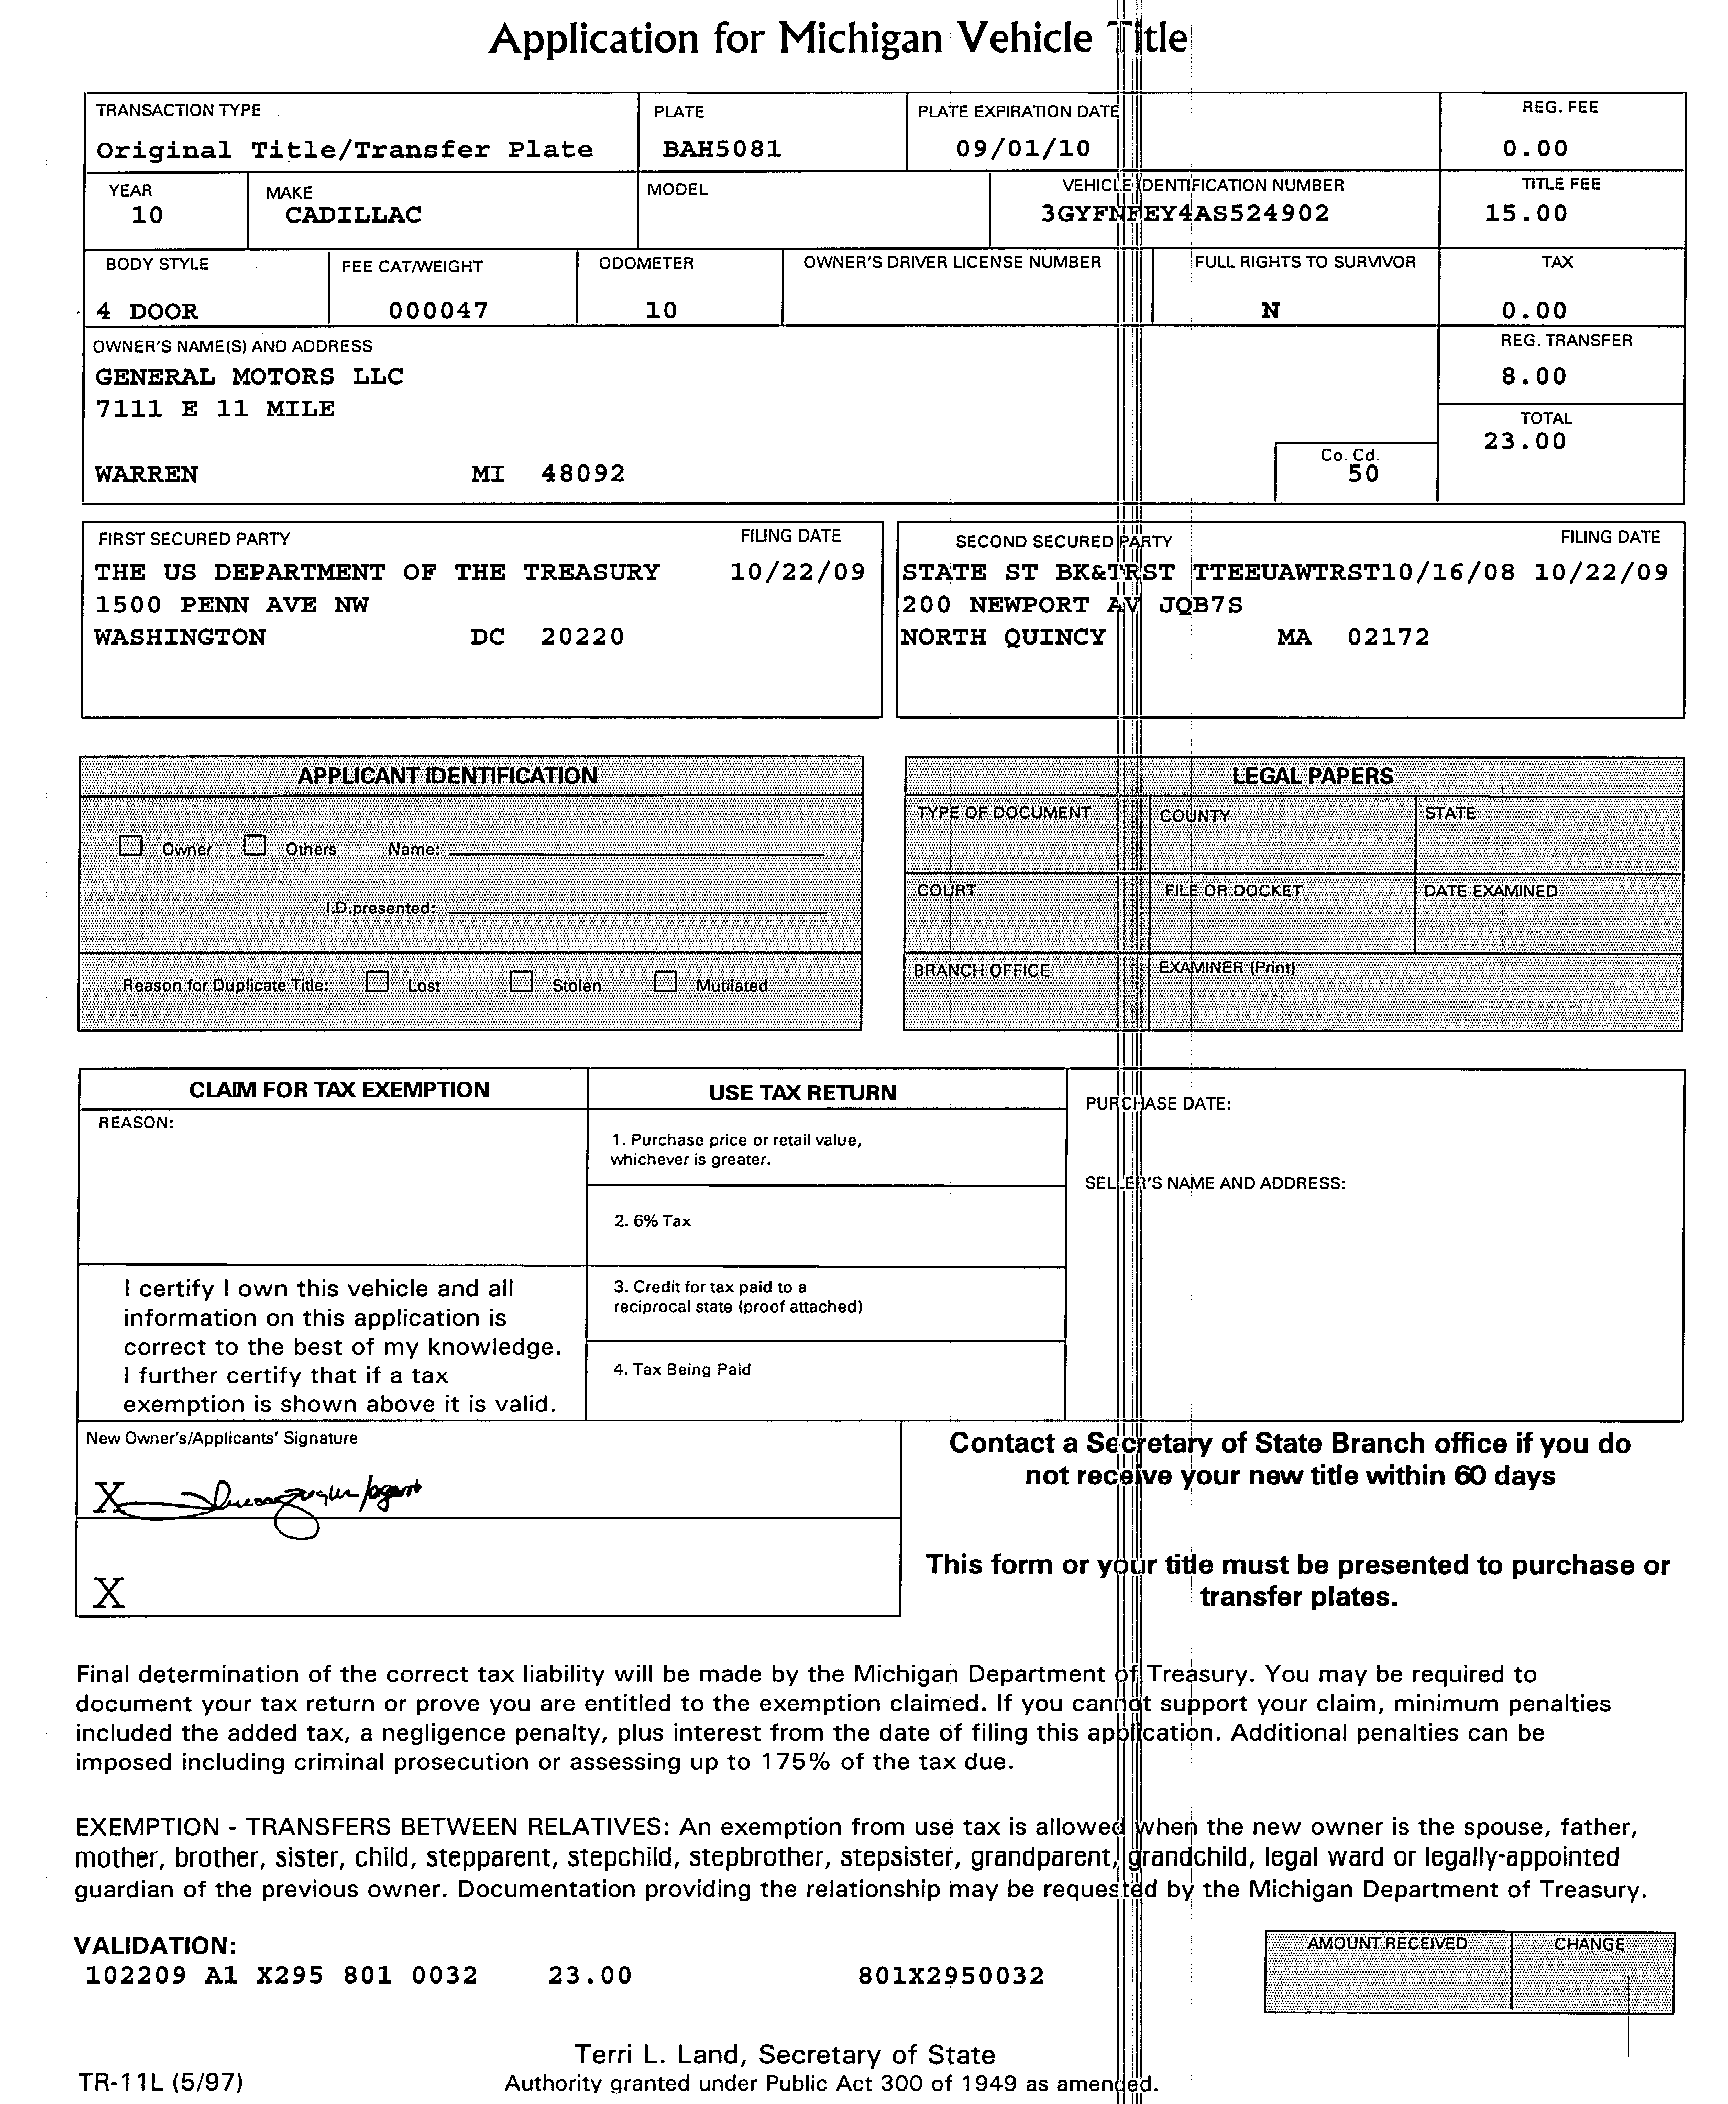 Application for Michigan Vehicle Title
TRANSACTION TYPE PLATE PLATE EXPIRATION DATE REG. FEE
Original Title/Transfer Plate BAH5081 09/01/10 0.00
YEAR MAKE MODEL VEHICLE IDENTIFICATION NUMBER TITLE FEE
10 CADILLAC 3GYFNFEY4AS524902 15.00
BODY STYLE FEE CAT/WEIGHT ODOMETER OWNER'S DRIVER LICENSE NUMBER FULL RIGHTS TO SURVIVOR TAX
4 DOOR 000047 10 N 0.00
OWNER'S NAME(S) AND ADDRESS REG. TRANSFER
GENERAL MOTORS LLC 8.00
7111 E 11 MILE TOTAL
23.00
Co. Cd.
WARREN MI 48092 50
FIRST SECURED PARTY FILING DATE
THE US DEPARTMENT OF THE TREASURY 10/22/09
1500 PENN AVE NW
WASHINGTON DC 20220
SECOND SECURED PARTY FILING DATE
STATE ST BK&TRST TTEEUAWTRST10/16/08 10/22/09
200 NEWPORT AV JQB7S
NORTH QUINCY MA 02172
APPLICANT IDENTIFICATION
Owner Others Name:
I.D.presented:
Reason for Duplicate Title: Lost Stolen Mutilated
LEGAL PAPERS
TYPE OF DOCUMENT COUNTY STATE
COURT FILE OR DOCKET DATE EXAMINED
BRANCH OFFICE EXAMINER (Print)
CLAIM FOR TAX EXEMPTION
REASON:
I certify I own this vehicle and all
information on this application is
correct to the best of my knowledge.
I further certify that if a tax
exemption is shown above it is valid.
USE TAX RETURN
1. Purchase price or retail value,
whichever is greater.
2. 6% Tax
3. Credit for tax paid to a
reciprocal state (proof attached)
4. Tax Being Paid
PURCHASE DATE:
SELLER'S NAME AND ADDRESS:
New Owner's/Applicants' Signature
X /agent
X
Contact a Secretary of State Branch office if you do
not receive your new title within 60 days
This form or your title must be presented to purchase or
transfer plates.
Final determination of the correct tax liability will be made by the Michigan Department of Treasury. You may be required to
document your tax return or prove you are entitled to the exemption claimed. If you cannot support your claim, minimum penalties
included the added tax, a negligence penalty, plus interest from the date of filing this application. Additional penalties can be
imposed including criminal prosecution or assessing up to 175% of the tax due.
EXEMPTION - TRANSFERS BETWEEN RELATIVES: An exemption from use tax is allowed when the new owner is the spouse, father,
mother, brother, sister, child, stepparent, stepchild, stepbrother, stepsister, grandparent, grandchild, legal ward or legally-appointed
guardian of the previous owner. Documentation providing the relationship may be requested by the Michigan Department of Treasury.
VALIDATION:
102209 A1 X295 801 0032 23.00 801X2950032
AMOUNT RECEIVED CHANGE
Terri L. Land, Secretary of State
TR-11L (5/97) Authority granted under Public Act 300 of 1949 as amended.